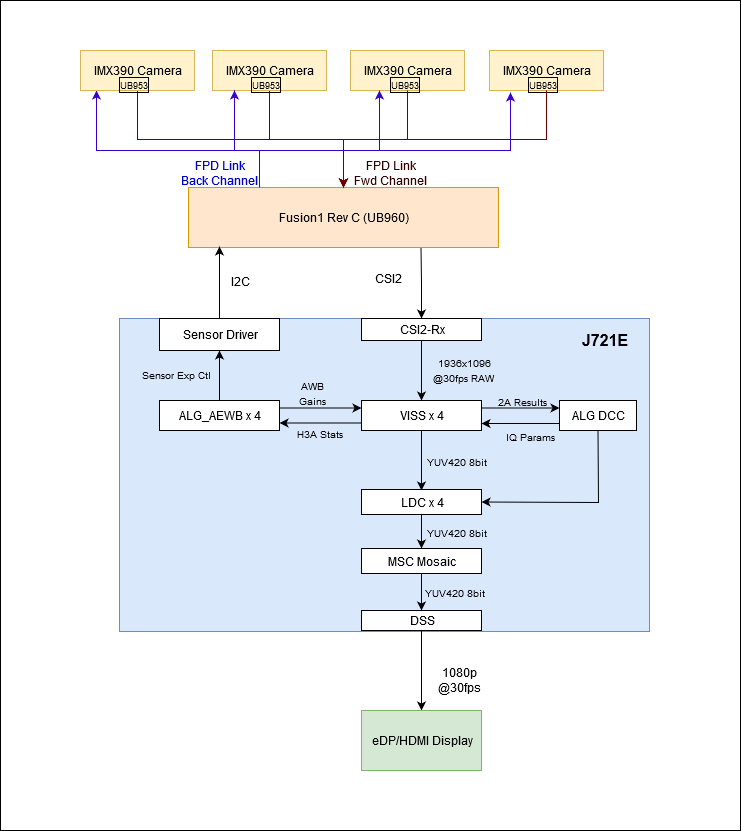 IMX390 Camera
UB953
IMX390 Camera
UB953
IMX390 Camera
UB953
IMX390 Camera
UB953
FPD Link
Back Channel
FPD Link
Fwd Channel
Fusion1 Rev C (UB960)
I2C
CSI2
J721E
Sensor Driver
CSI2-Rx
1936x1096
@30fps RAW
Sensor Exp Ctl
AWB
Gains
2A Results
ALG_AEWB x 4
VISS x 4
ALG DCC
H3A Stats
IQ Params
YUV420 8bit
LDC x 4
YUV420 8bit
MSC Mosaic
YUV420 8bit
DSS
1080p
@30fps
eDP/HDMI Display